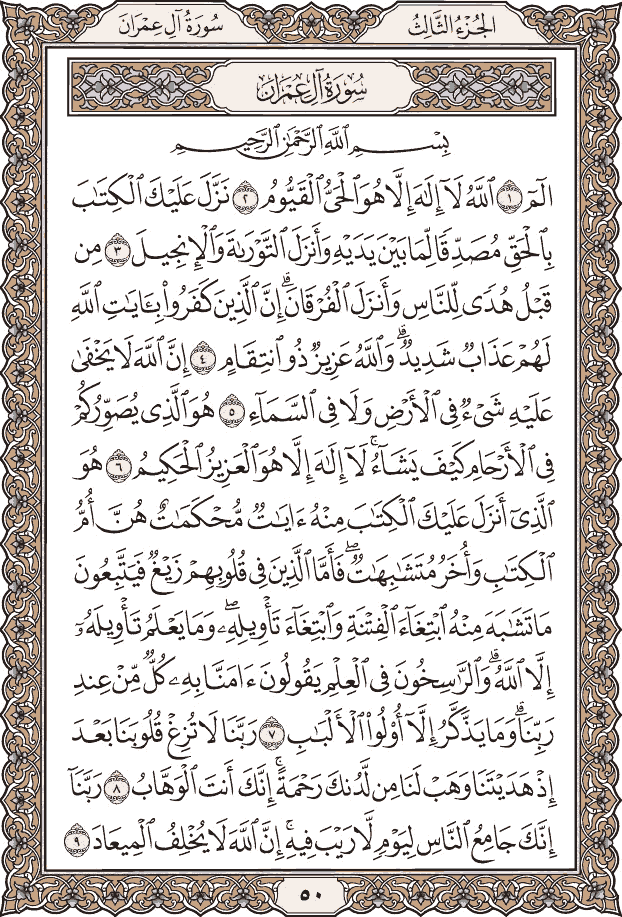 الجُزْءُ الثَّالِثُ
سُورَةُ آلِ عِمْرَانَ
سُورَةُ آلِ عِمْرَانَ
بِسْمِ اللَّهِ الرَّحْمَٰنِ الرَّحِيمِ
الٓمٓ ١ ٱللَّهُ لَآ إِلَٰهَ إِلَّا هُوَ ٱلْحَىُّ ٱلْقَيُّومُ ٢ نَزَّلَ عَلَيْكَ ٱلْكِتَٰبَ
بِٱلْحَقِّ مُصَدِّقًا لِّمَا بَيْنَ يَدَيْهِ وَأَنزَلَ ٱلتَّوْرَىٰةَ وَٱلْإِنجِيلَ ٣ مِن
قَبْلُ هُدًى لِّلنَّاسِ وَأَنزَلَ ٱلْفُرْقَانَۗ إِنَّ ٱلَّذِينَ كَفَرُوا۟ بِـَٔايَٰتِ ٱللَّهِ
لَهُمْ عَذَابٌ شَدِيدٌۗ وَٱللَّهُ عَزِيزٌ ذُو ٱنتِقَامٍ ٤ إِنَّ ٱللَّهَ لَا يَخْفَىٰ
عَلَيْهِ شَىْءٌ فِى ٱلْأَرْضِ وَلَا فِى ٱلسَّمَآءِ ٥ هُوَ ٱلَّذِى يُصَوِّرُكُمْ
فِى ٱلْأَرْحَامِ كَيْفَ يَشَآءُۚ لَآ إِلَٰهَ إِلَّا هُوَ ٱلْعَزِيزُ ٱلْحَكِيمُ ٦ هُوَ
ٱلَّذِىٓ أَنزَلَ عَلَيْكَ ٱلْكِتَٰبَ مِنْهُ ءَايَٰتٌ مُّحْكَمَٰتٌ هُنَّ أُمُّ
ٱلْكِتَٰبِ وَأُخَرُ مُتَشَٰبِهَٰتٌۖ فَأَمَّا ٱلَّذِينَ فِى قُلُوبِهِمْ زَيْغٌ فَيَتَّبِعُونَ
مَا تَشَٰبَهَ مِنْهُ ٱبْتِغَآءَ ٱلْفِتْنَةِ وَٱبْتِغَآءَ تَأْوِيلِهِۦۖ وَمَا يَعْلَمُ تَأْوِيلَهُۥٓ
إِلَّا ٱللَّهُۗ وَٱلرَّٰسِخُونَ فِى ٱلْعِلْمِ يَقُولُونَ ءَامَنَّا بِهِۦ كُلٌّ مِّنْ عِندِ
رَبِّنَاۗ وَمَا يَذَّكَّرُ إِلَّآ أُو۟لُوا۟ ٱلْأَلْبَٰبِ ٧ رَبَّنَا لَا تُزِغْ قُلُوبَنَا بَعْدَ
إِذْ هَدَيْتَنَا وَهَبْ لَنَا مِن لَّدُنكَ رَحْمَةًۚ إِنَّكَ أَنتَ ٱلْوَهَّابُ ٨ رَبَّنَآ
إِنَّكَ جَامِعُ ٱلنَّاسِ لِيَوْمٍ لَّا رَيْبَ فِيهِۚ إِنَّ ٱللَّهَ لَا يُخْلِفُ ٱلْمِيعَادَ ٩
٥٠